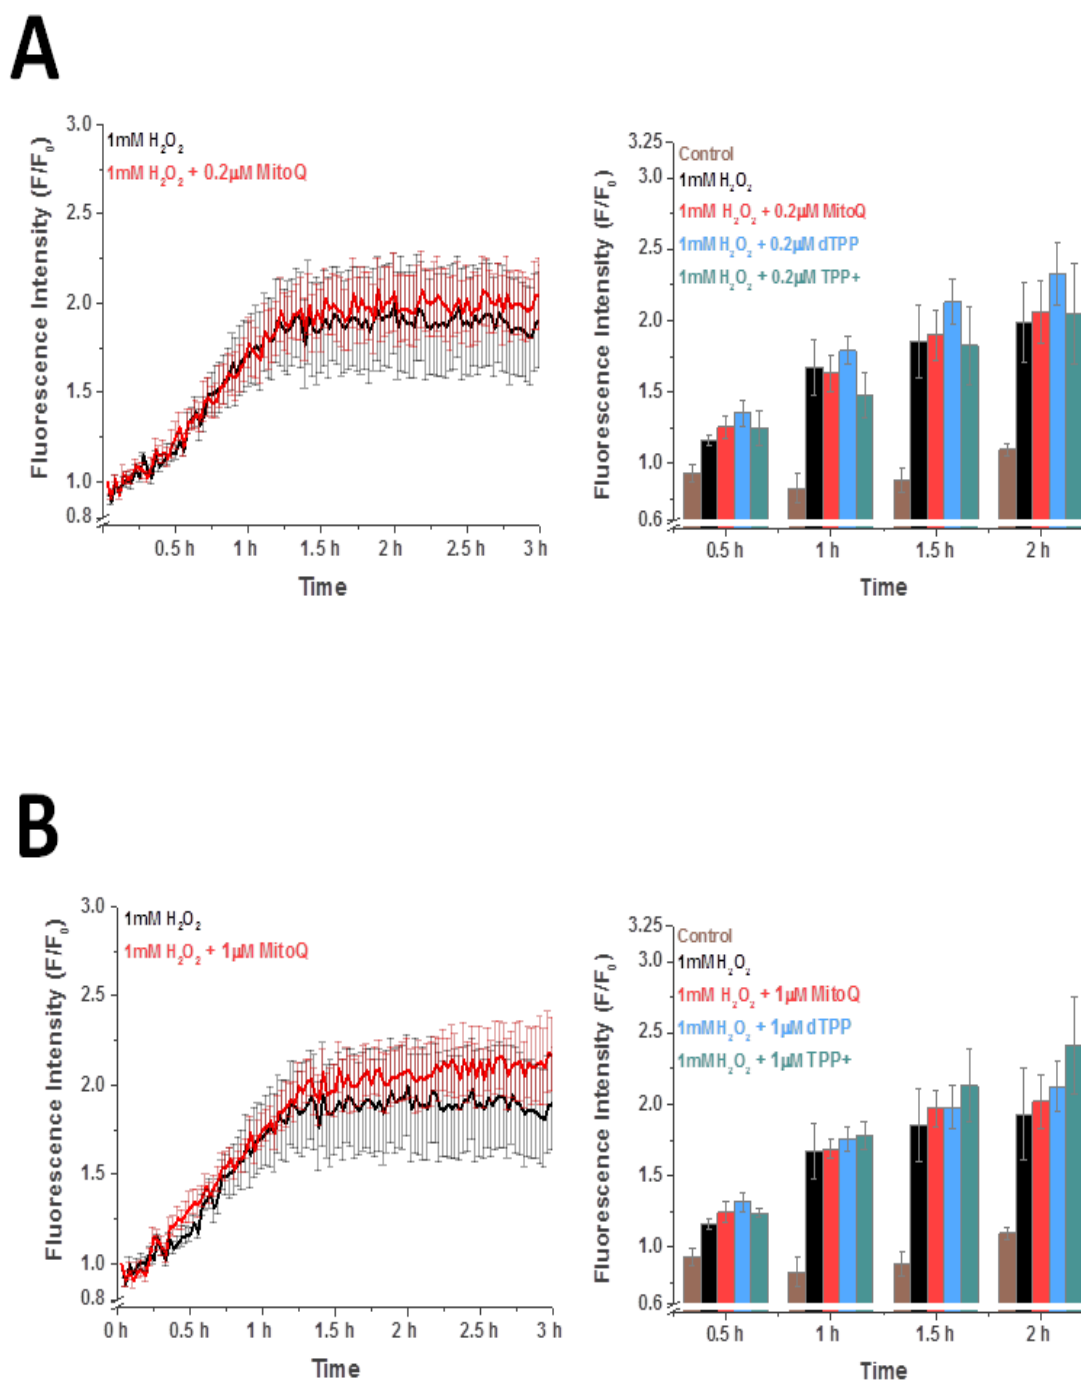 A
Fluorescence Intensity (F/F₀)
3.0
2.5
2.0
1.5
1.0
0.8
1mM H₂O₂
1mM H₂O₂ + 0.2µM MitoQ
0.5 h 1 h 1.5 h 2 h 2.5 h 3 h
Time
Fluorescence Intensity (F/F₀)
3.25
3.0
2.5
2.0
1.5
1.0
0.6
Control
1mM H₂O₂
1mM H₂O₂ + 0.2µM MitoQ
1mM H₂O₂ + 0.2µM dTPP
1mM H₂O₂ + 0.2µM TPP+
0.5 h 1 h 1.5 h 2 h
Time
B
Fluorescence Intensity (F/F₀)
3.0
2.5
2.0
1.5
1.0
0.8
1mM H₂O₂
1mM H₂O₂ + 1µM MitoQ
0 h 0.5 h 1 h 1.5 h 2 h 2.5 h 3 h
Time
Fluorescence Intensity (F/F₀)
3.25
3.0
2.5
2.0
1.5
1.0
0.6
Control
1mM H₂O₂
1mM H₂O₂ + 1µM MitoQ
1mM H₂O₂ + 1µM dTPP
1mM H₂O₂ + 1µM TPP+
0.5 h 1 h 1.5 h 2 h
Time